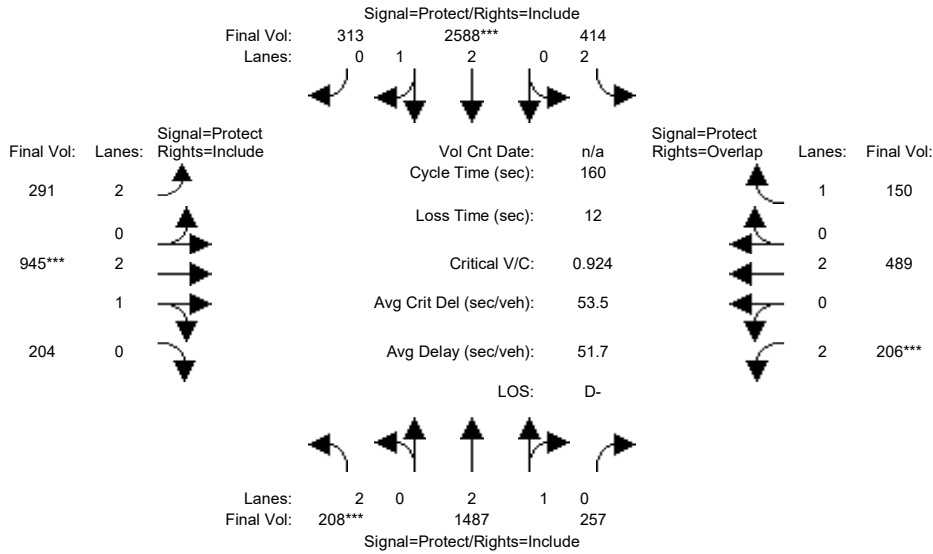 Signal=Protect/Rights=Include
Final Vol: 313 2588*** 414
Lanes: 0 1 2 0 2
Signal=Protect
Final Vol: Lanes: Rights=Include
Vol Cnt Date: n/a
Signal=Protect
Rights=Overlap Lanes: Final Vol:
Cycle Time (sec): 160
291 2
1 150
Loss Time (sec): 12
0
0
945*** 2
Critical V/C: 0.924
2 489
1
Avg Crit Del (sec/veh): 53.5
0
204 0
Avg Delay (sec/veh): 51.7
2 206***
LOS: D-
Lanes: 2 0 2 1 0
Final Vol: 208*** 1487 257
Signal=Protect/Rights=Include